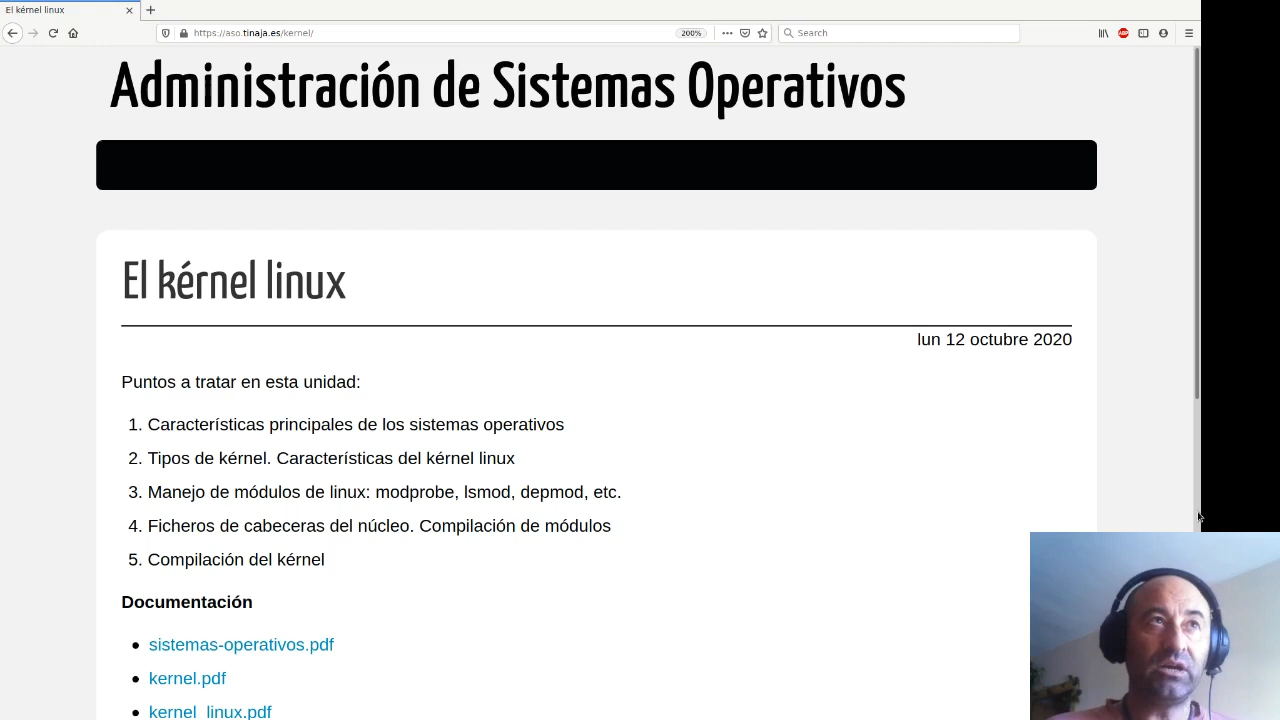 El kérnel linux
https://aso.tinaja.es/kernel/
200%
Search
ABP
Administración de Sistemas Operativos
El kérnel linux
lun 12 octubre 2020
Puntos a tratar en esta unidad:
1. Características principales de los sistemas operativos
2. Tipos de kérnel. Características del kérnel linux
3. Manejo de módulos de linux: modprobe, lsmod, depmod, etc.
4. Ficheros de cabeceras del núcleo. Compilación de módulos
5. Compilación del kérnel
Documentación
sistemas-operativos.pdf
kernel.pdf
kernel_linux.pdf